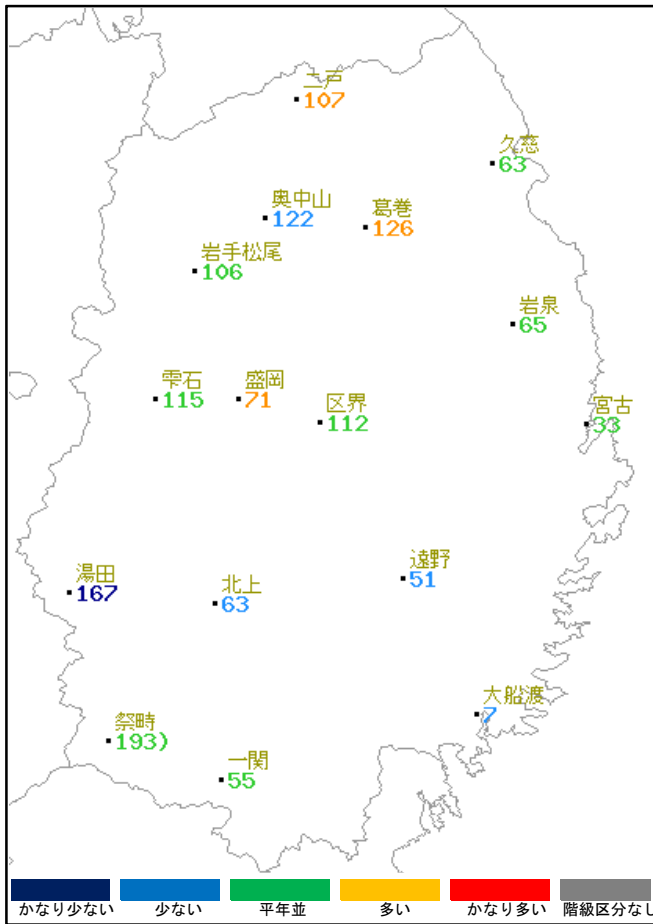 二戸
107
久慈
63
奥中山
122
葛巻
126
岩手松尾
106
岩泉
65
雫石
115
盛岡
71
区界
112
宮古
33
湯田
167
北上
63
遠野
51
大船渡
7
祭畤
193)
一関
55
かなり少ない 少ない 平年並 多い かなり多い 階級区分なし